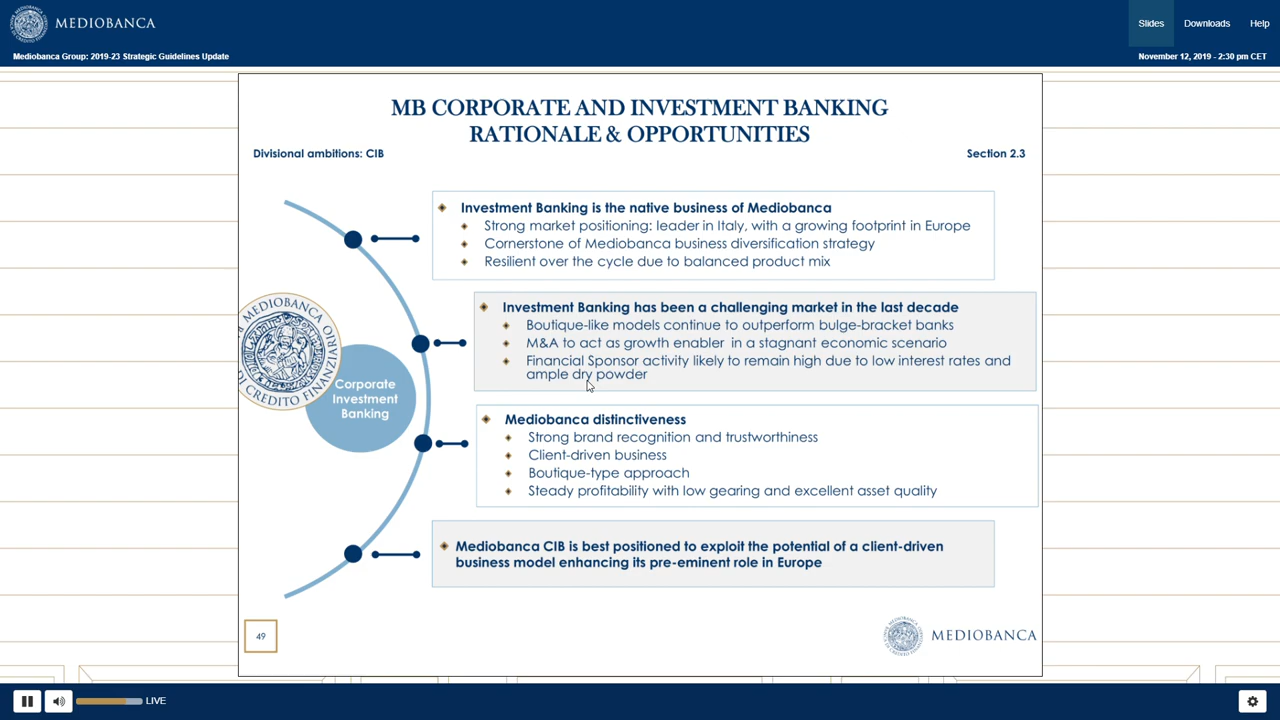 MEDIOBANCA
Slides
Downloads
Help
Mediobanca Group: 2019-23 Strategic Guidelines Update
November 12, 2019 - 2:30 pm CET
MB CORPORATE AND INVESTMENT BANKING
RATIONALE & OPPORTUNITIES
Divisional ambitions: CIB
Section 2.3
Investment Banking is the native business of Mediobanca
Strong market positioning: leader in Italy, with a growing footprint in Europe
Cornerstone of Mediobanca business diversification strategy
Resilient over the cycle due to balanced product mix
Investment Banking has been a challenging market in the last decade
Boutique-like models continue to outperform bulge-bracket banks
M&A to act as growth enabler in a stagnant economic scenario
Financial Sponsor activity likely to remain high due to low interest rates and
ample dry powder
MEDIOBANCA
DI CREDITO FINANZIARIO
Corporate
Investment
Banking
Mediobanca distinctiveness
Strong brand recognition and trustworthiness
Client-driven business
Boutique-type approach
Steady profitability with low gearing and excellent asset quality
Mediobanca CIB is best positioned to exploit the potential of a client-driven
business model enhancing its pre-eminent role in Europe
49
MEDIOBANCA
LIVE